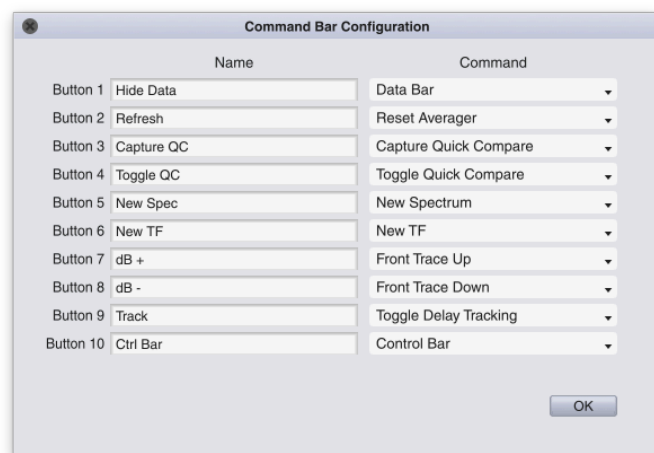 Command Bar Configuration
Name Command
Button 1 Hide Data Data Bar
Button 2 Refresh Reset Averager
Button 3 Capture QC Capture Quick Compare
Button 4 Toggle QC Toggle Quick Compare
Button 5 New Spec New Spectrum
Button 6 New TF New TF
Button 7 dB + Front Trace Up
Button 8 dB - Front Trace Down
Button 9 Track Toggle Delay Tracking
Button 10 Ctrl Bar Control Bar
OK